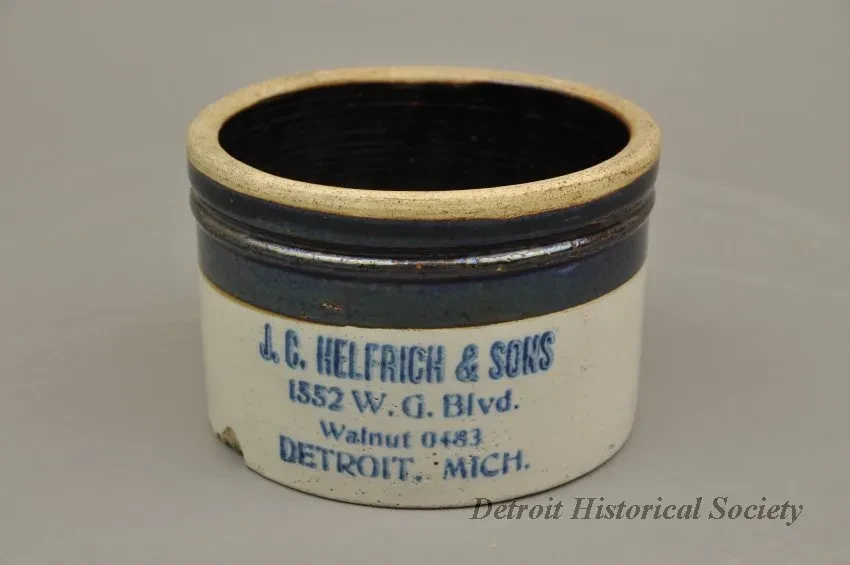 J. C. HELFRICH & SONS
1552 W. G. Blvd.
Walnut 0483
DETROIT, MICH.
Detroit Historical Society